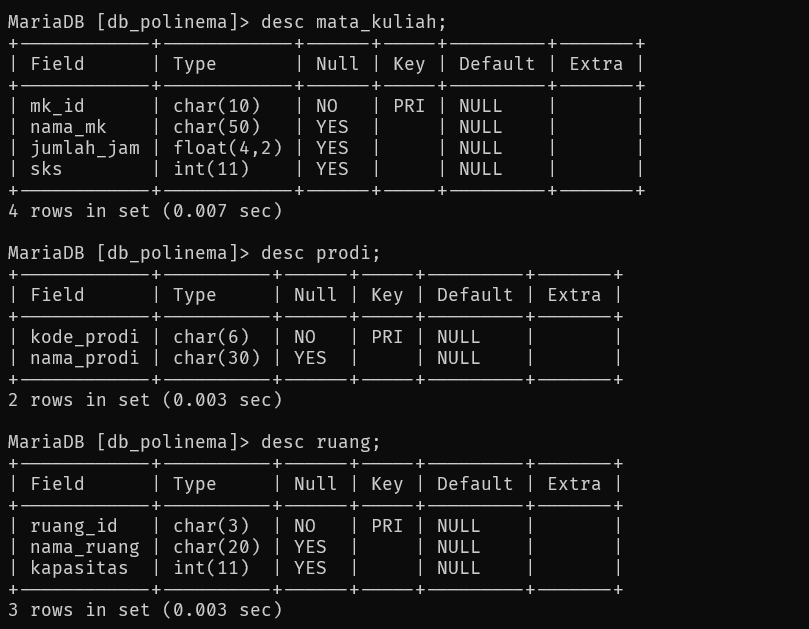 MariaDB [db_polinema]> desc mata_kuliah;
+------------+------------+------+-----+---------+-------+
| Field      | Type       | Null | Key | Default | Extra |
+------------+------------+------+-----+---------+-------+
| mk_id      | char(10)   | NO   | PRI | NULL    |       |
| nama_mk    | char(50)   | YES  |     | NULL    |       |
| jumlah_jam | float(4,2) | YES  |     | NULL    |       |
| sks        | int(11)    | YES  |     | NULL    |       |
+------------+------------+------+-----+---------+-------+
4 rows in set (0.007 sec)

MariaDB [db_polinema]> desc prodi;
+------------+----------+------+-----+---------+-------+
| Field      | Type     | Null | Key | Default | Extra |
+------------+----------+------+-----+---------+-------+
| kode_prodi | char(6)  | NO   | PRI | NULL    |       |
| nama_prodi | char(30) | YES  |     | NULL    |       |
+------------+----------+------+-----+---------+-------+
2 rows in set (0.003 sec)

MariaDB [db_polinema]> desc ruang;
+------------+----------+------+-----+---------+-------+
| Field      | Type     | Null | Key | Default | Extra |
+------------+----------+------+-----+---------+-------+
| ruang_id   | char(3)  | NO   | PRI | NULL    |       |
| nama_ruang | char(20) | YES  |     | NULL    |       |
| kapasitas  | int(11)  | YES  |     | NULL    |       |
+------------+----------+------+-----+---------+-------+
3 rows in set (0.003 sec)